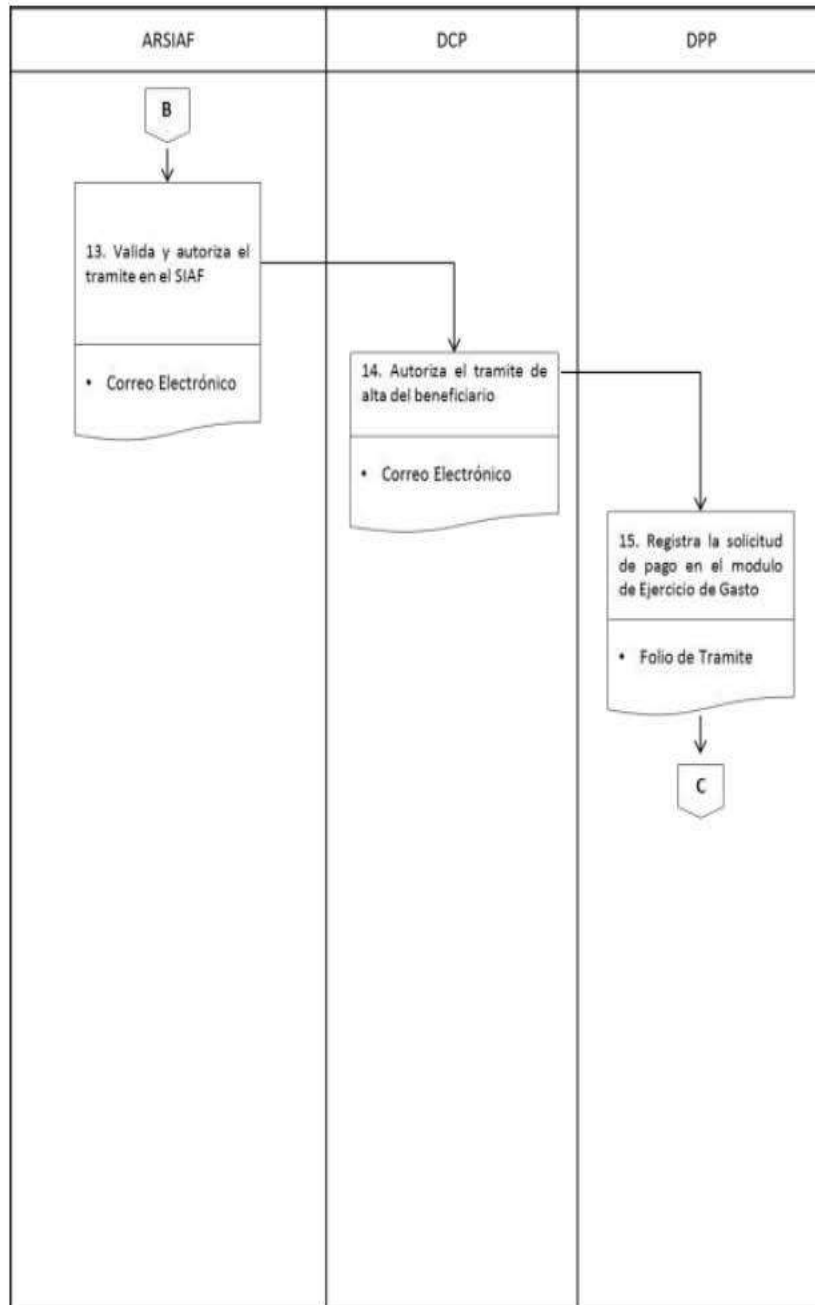 ARSIAF
DCP
DPP
B
13. Valida y autoriza el
tramite en el SIAF
• Correo Electrónico
14. Autoriza el tramite de
alta del beneficiario
• Correo Electrónico
15. Registra la solicitud
de pago en el modulo
de Ejercicio de Gasto
• Folio de Tramite
C